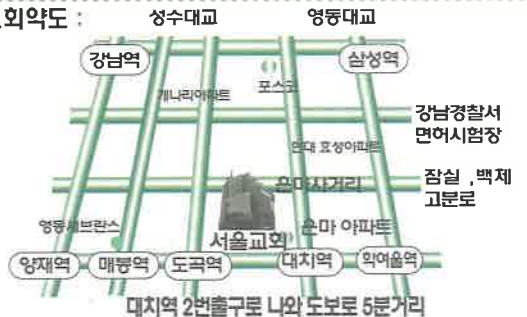 회약도 :
성수대교 영동대교
강남역 삼성역
개나리아파트 포스코
강남경찰서
면허시험장
현대 효성아파트
은마사거리
잠실 , 백제
고분로
영동세브란스
서울교회 은마 아파트
양재역 매봉역 도곡역 대치역 학여울역
대치역 2번출구로 나와 도보로 5분거리